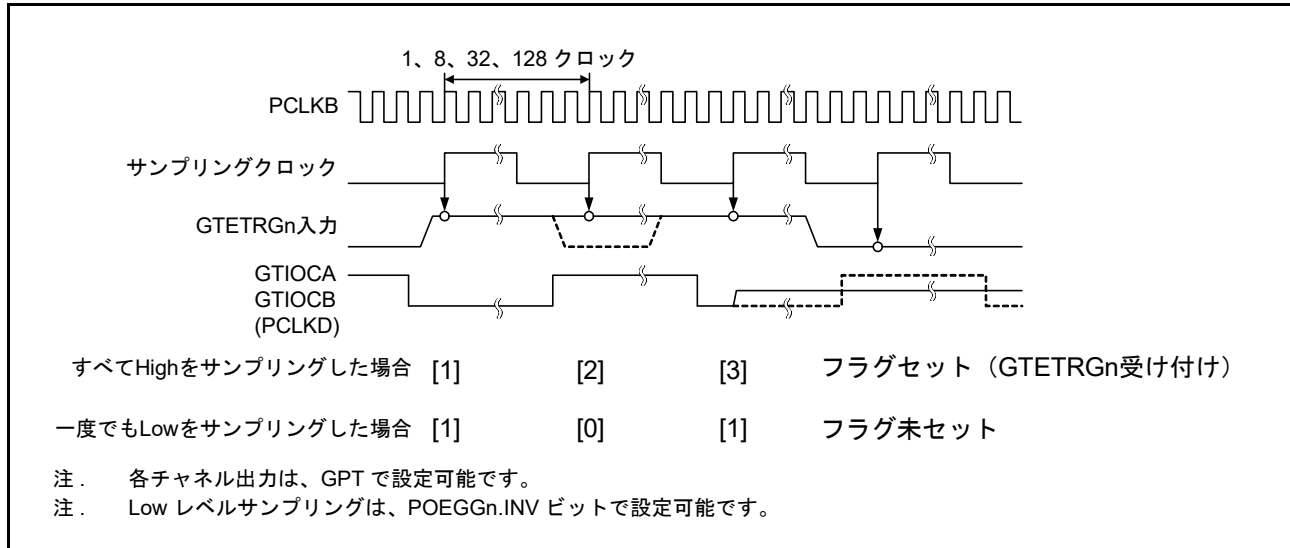 1、8、32、128 クロック
PCLKB
サンプリングクロック
GTETRGn入力
GTIOCA
GTIOCB
(PCLKD)
すべてHighをサンプリングした場合 [1] [2] [3] フラグセット（GTETRGn受け付け）
一度でもLowをサンプリングした場合 [1] [0] [1] フラグ未セット
注． 各チャネル出力は、GPT で設定可能です。
注． Low レベルサンプリングは、POEGGn.INV ビットで設定可能です。